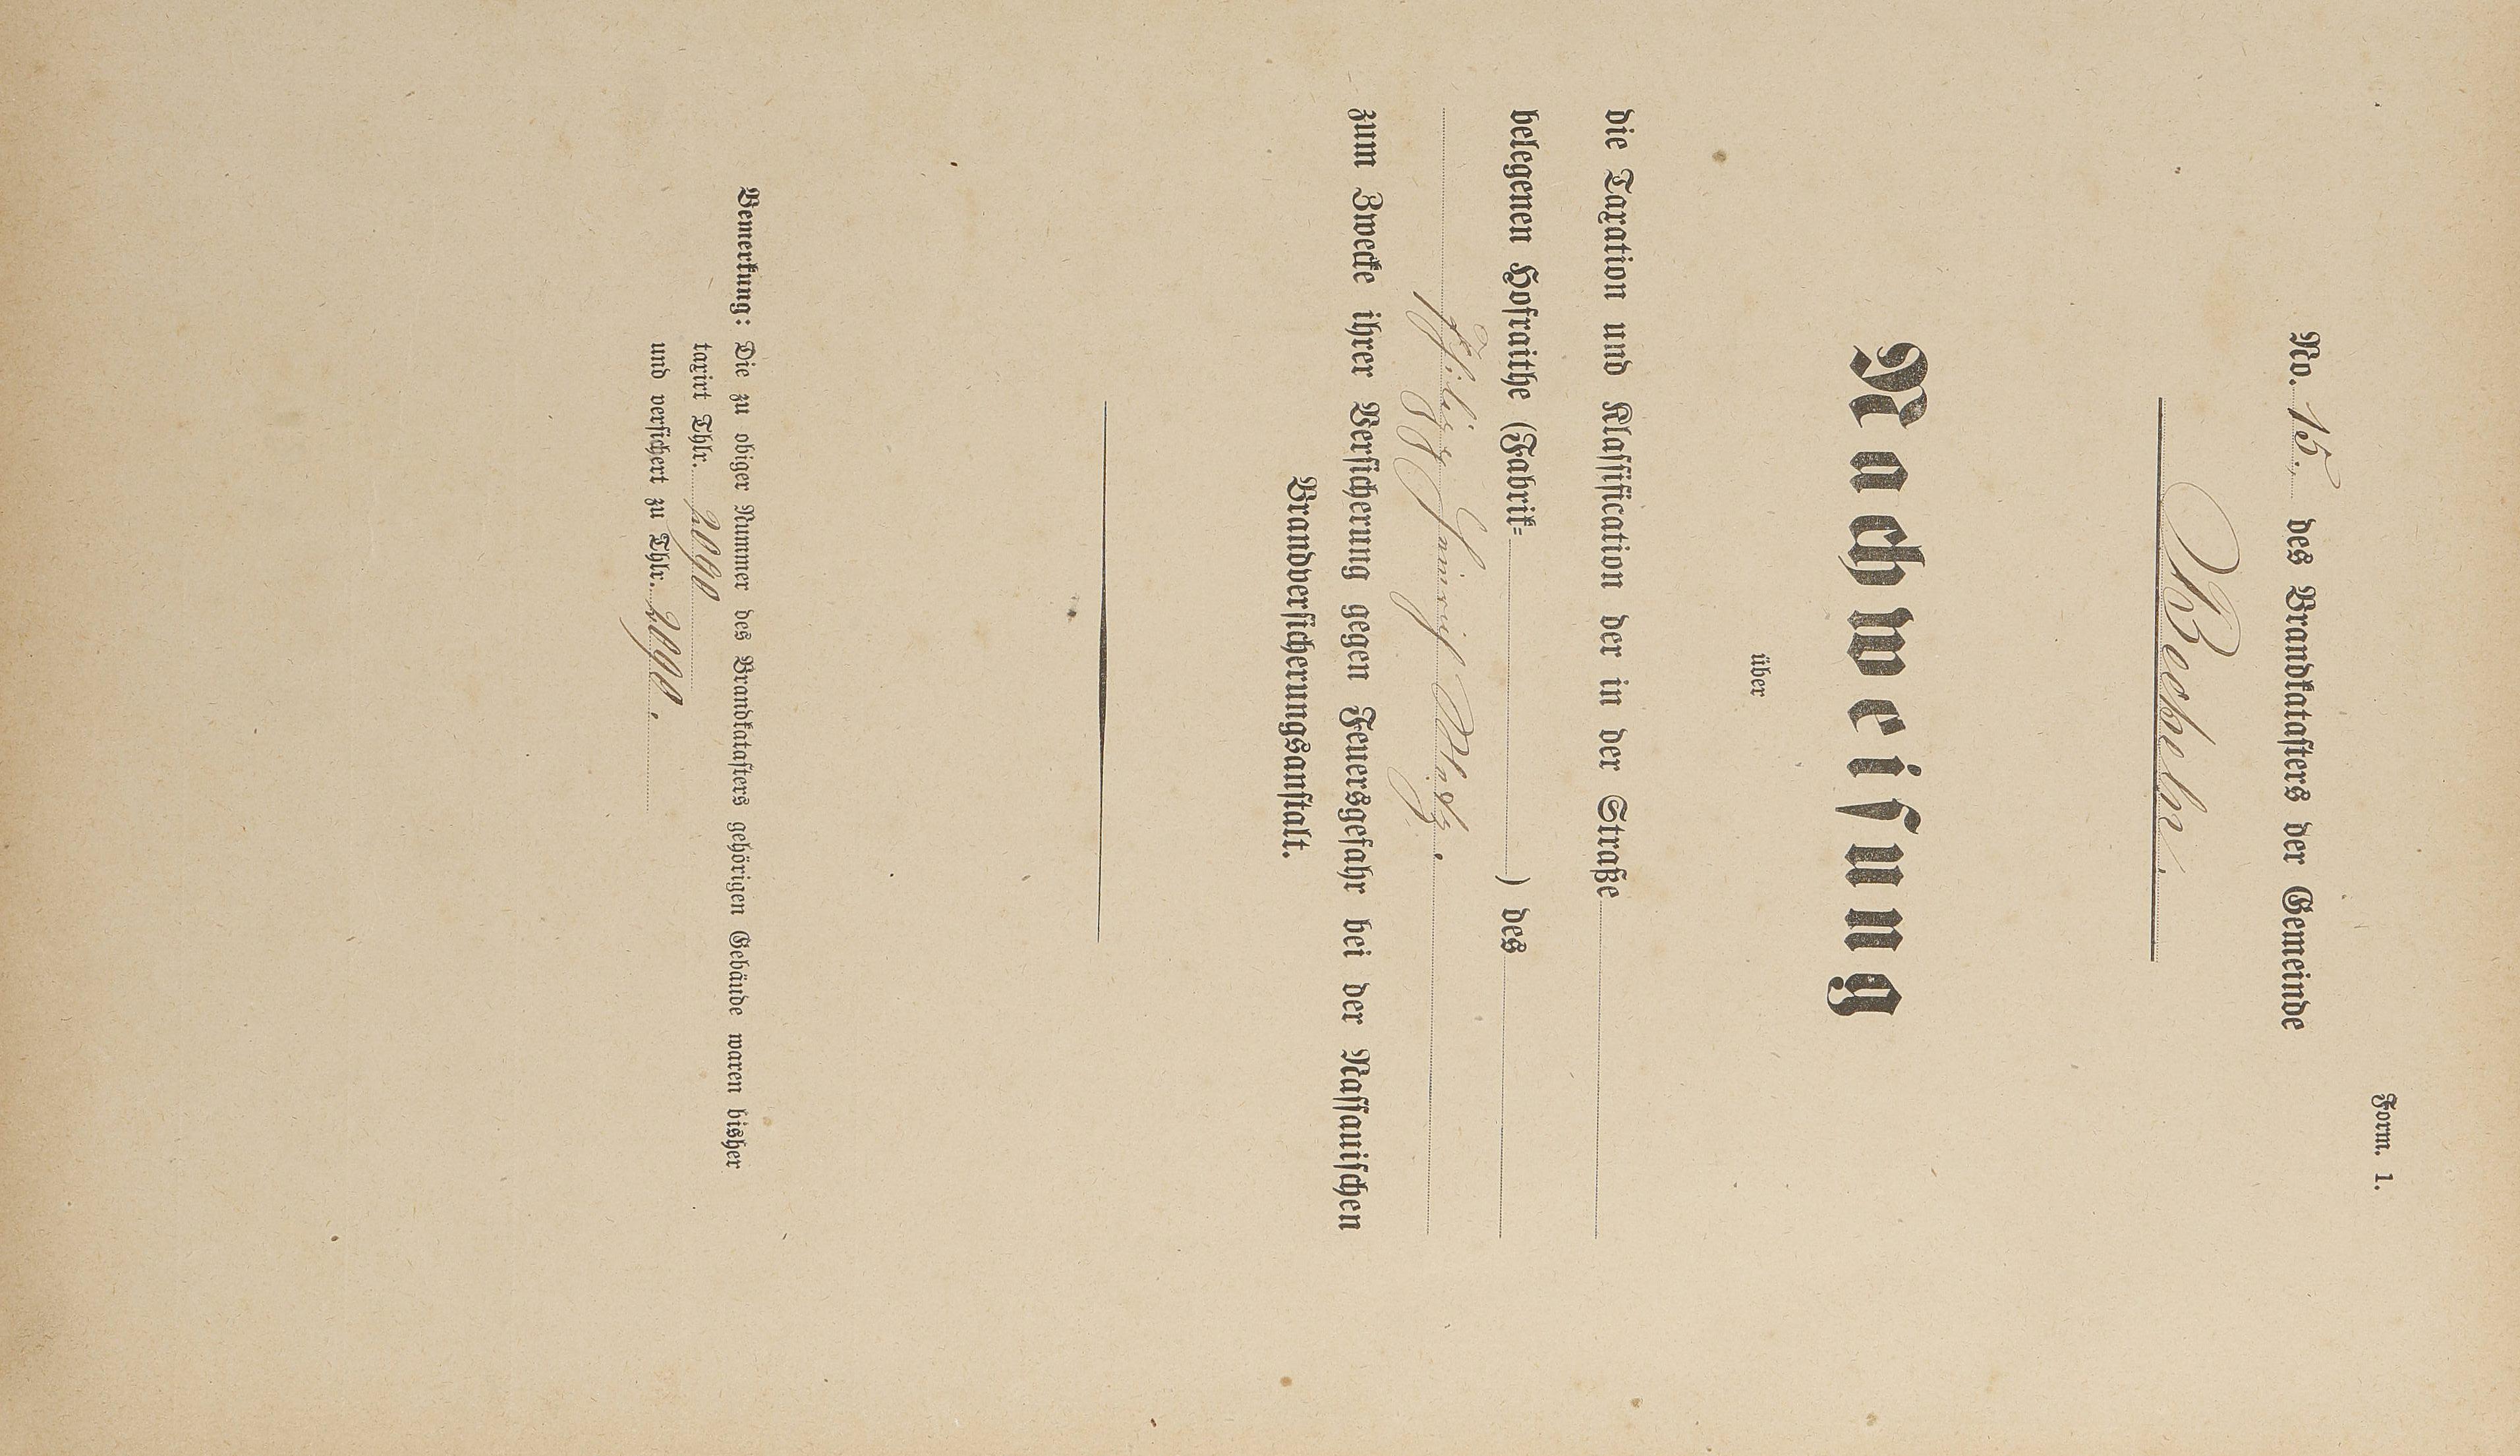 Form. 1.
No. 15. des Brandkatasters der Gemeinde
Nachweisung
über
die Taxation und Klassification der in der Straße
belegenen Hofraithe (Fabrik= ) des
Philipp Heinrich
zum Zwecke ihrer Versicherung gegen Feuersgefahr bei der Nassauischen
Brandversicherungsanstalt.
Bemerkung: Die zu obiger Nummer des Brandkatasters gehörigen Gebäude waren bisher
taxirt Thlr. 2090
und versichert zu Thlr. 2090.